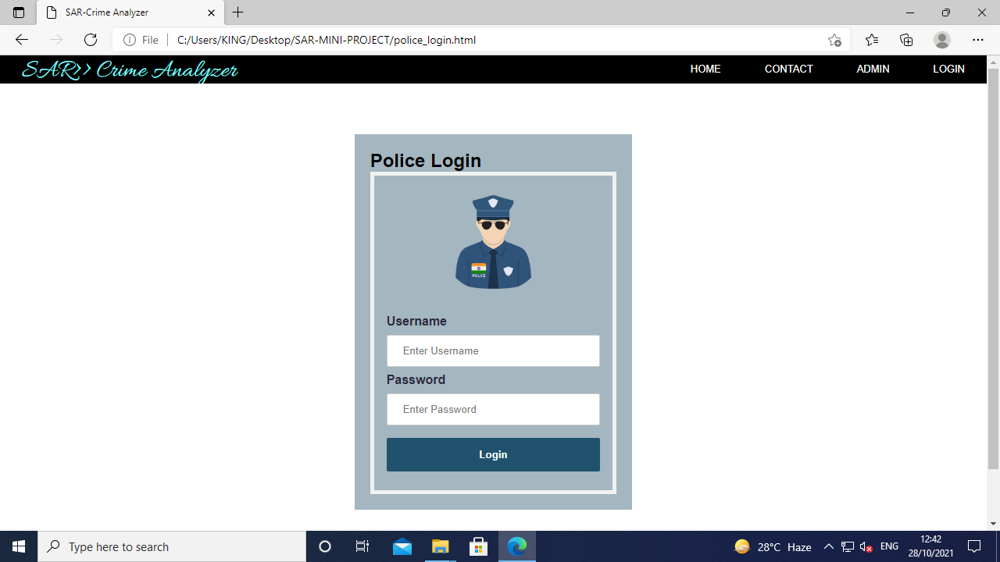 SAR-Crime Analyzer
File
C:/Users/KING/Desktop/SAR-MINI-PROJECT/police_login.html
SAR>> Crime Analyzer
HOME
CONTACT
ADMIN
LOGIN
Police Login
POLICE
Username
Enter Username
Password
Enter Password
Login
Type here to search
28°C Haze
ENG
12:42
28/10/2021